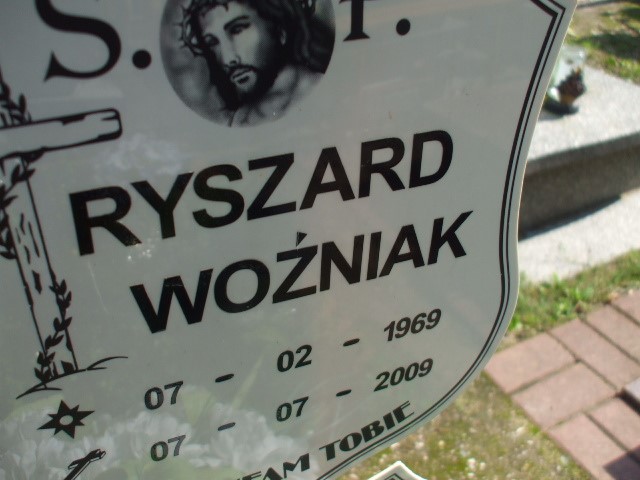 S. P.
RYSZARD
WOŹNIAK
07 - 02 - 1969
07 - 07 - 2009
TOBIE